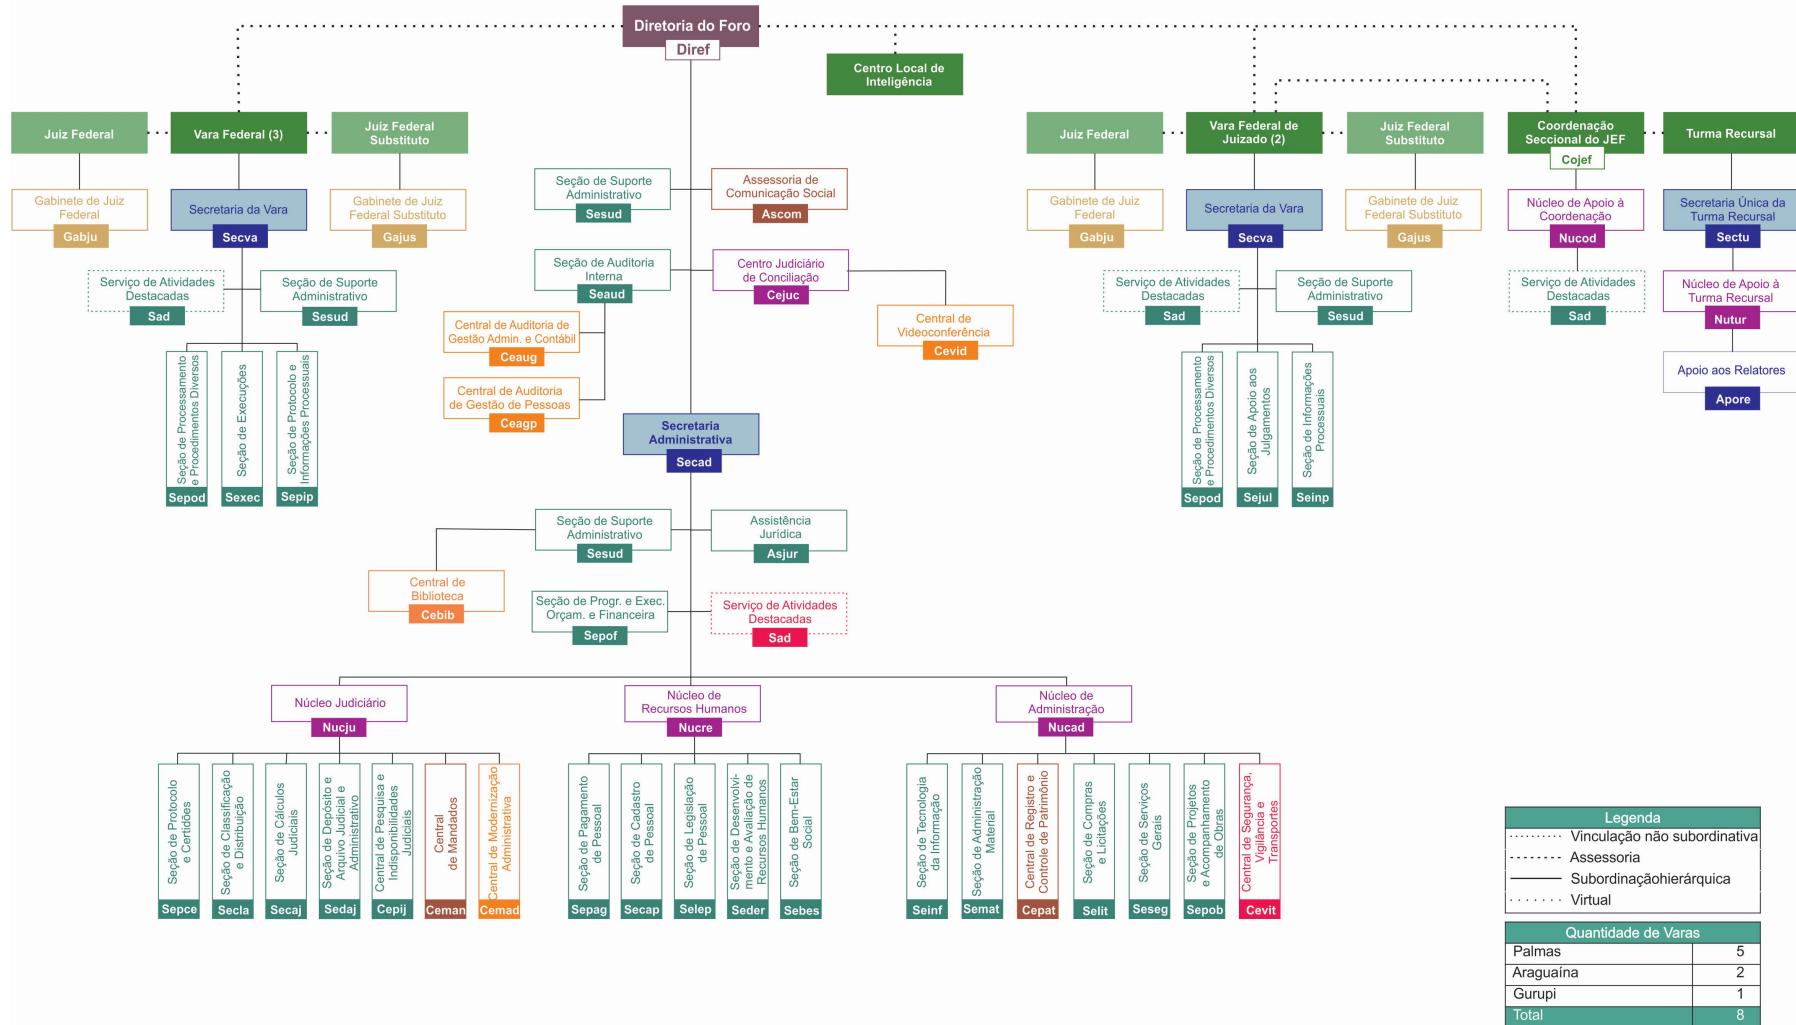 Diretoria do Foro
Diref
Centro Local de
Inteligência
Juiz Federal
Vara Federal (3)
Juiz Federal
Substituto
Gabinete de Juiz
Federal
Gabju
Secretaria da Vara
Secva
Gabinete de Juiz
Federal Substituto
Gajus
Serviço de Atividades
Destacadas
Sad
Seção de Suporte
Administrativo
Sesud
Seção de Processamento
e Procedimentos Diversos
Sepod
Seção de Execuções
Sexec
Seção de Protocolo e
Informações Processuais
Sepip
Seção de Suporte
Administrativo
Sesud
Assessoria de
Comunicação Social
Ascom
Seção de Auditoria
Interna
Seaud
Centro Judiciário
de Conciliação
Cejuc
Central de Auditoria de
Gestão Admin. e Contábil
Ceaug
Central de
Videoconferência
Cevid
Central de Auditoria
de Gestão de Pessoas
Ceagp
Secretaria
Administrativa
Secad
Seção de Suporte
Administrativo
Sesud
Assistência
Jurídica
Asjur
Central de
Biblioteca
Cebib
Seção de Progr. e Exec.
Orçam. e Financeira
Sepof
Serviço de Atividades
Destacadas
Sad
Juiz Federal
Vara Federal de
Juizado (2)
Juiz Federal
Substituto
Coordenação
Seccional do JEF
Cojef
Turma Recursal
Gabinete de Juiz
Federal
Gabju
Secretaria da Vara
Secva
Gabinete de Juiz
Federal Substituto
Gajus
Núcleo de Apoio à
Coordenação
Nucod
Secretaria Única da
Turma Recursal
Sectu
Serviço de Atividades
Destacadas
Sad
Seção de Suporte
Administrativo
Sesud
Serviço de Atividades
Destacadas
Sad
Núcleo de Apoio à
Turma Recursal
Nutur
Apoio aos Relatores
Apore
Seção de Processamento
e Procedimentos Diversos
Sepod
Seção de Apoio aos
Julgamentos
Sejul
Seção de Informações
Processuais
Seinp
Núcleo Judiciário
Nucju
Núcleo de
Recursos Humanos
Nucre
Núcleo de
Administração
Nucad
Seção de Protocolo
e Certidões
Sepce
Seção de Classificação
e Distribuição
Secla
Seção de Cálculos
Judiciais
Secaj
Seção de Depósito e
Arquivo Judicial e
Administrativo
Sedaj
Central de Pesquisa e
Indisponibilidades
Judiciais
Cepij
Central
de Mandados
Ceman
Central de Modernização
Administrativa
Cemad
Seção de Pagamento
de Pessoal
Sepag
Seção de Cadastro
de Pessoal
Secap
Seção de Legislação
de Pessoal
Selep
Seção de Desenvolvi-
mento e Avaliação de
Recursos Humanos
Seder
Seção de Bem-Estar
Social
Sebes
Seção de Tecnologia
da Informação
Seinf
Seção de Administração
Material
Semat
Central de Registro e
Controle de Patrimônio
Cepat
Seção de Compras
e Licitações
Selit
Seção de Serviços
Gerais
Seseg
Seção de Projetos
e Acompanhamento
de Obras
Sepob
Central de Segurança,
Vigilância e
Transportes
Cevit
Legenda
Vinculação não subordinativa
Assessoria
Subordinaçãohierárquica
Virtual
Quantidade de Varas
Palmas 5
Araguaína 2
Gurupi 1
Total 8